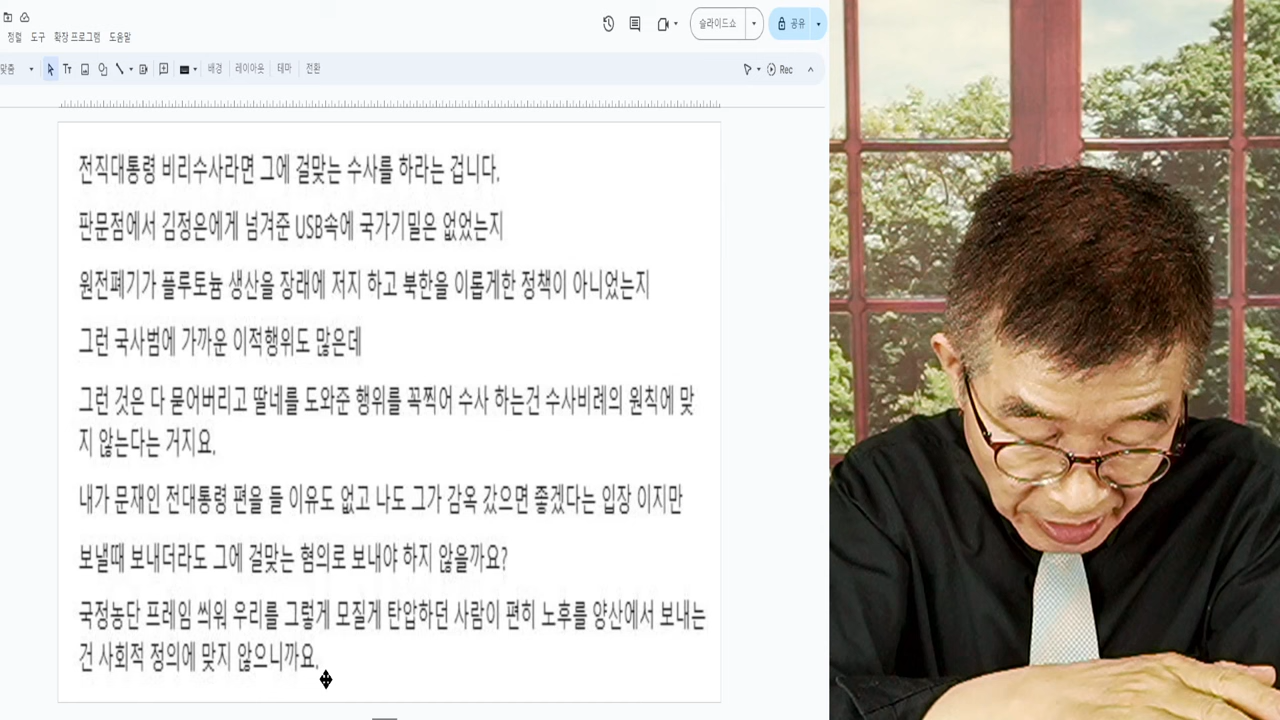 정렬 도구 확장 프로그램 도움말
슬라이드쇼
공유
맞춤
배경 레이아웃 테마 전환
Rec
전직대통령 비리수사라면 그에 걸맞는 수사를 하라는 겁니다.
판문점에서 김정은에게 넘겨준 USB속에 국가기밀은 없었는지
원전폐기가 플루토늄 생산을 장래에 저지 하고 북한을 이롭게한 정책이 아니었는지
그런 국사범에 가까운 이적행위도 많은데
그런 것은 다 묻어버리고 딸네를 도와준 행위를 꼭찍어 수사 하는건 수사비례의 원칙에 맞
지 않는다는 거지요.
내가 문재인 전대통령 편을 들 이유도 없고 나도 그가 감옥 갔으면 좋겠다는 입장 이지만
보낼때 보내더라도 그에 걸맞는 혐의로 보내야 하지 않을까요?
국정농단 프레임 씌워 우리를 그렇게 모질게 탄압하던 사람이 편히 노후를 양산에서 보내는
건 사회적 정의에 맞지 않으니까요.